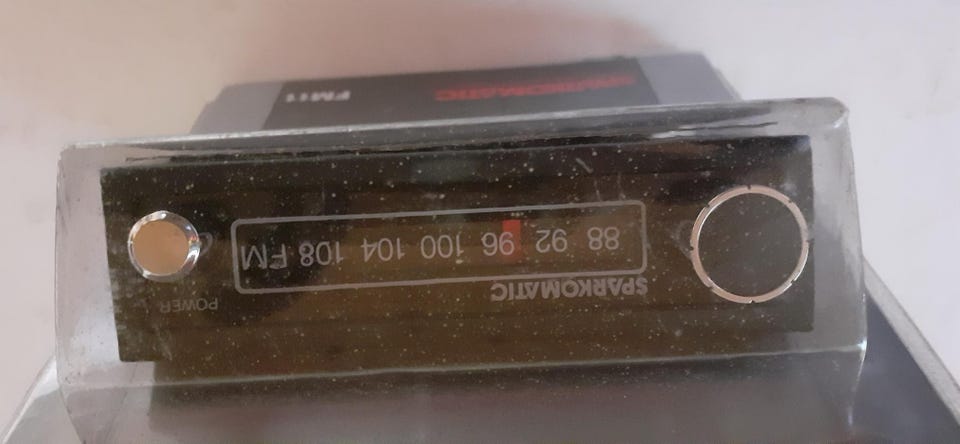 SPARKOMATIC
POWER
88 92 96 100 104 108 FM
SPARKOMATIC
FM11